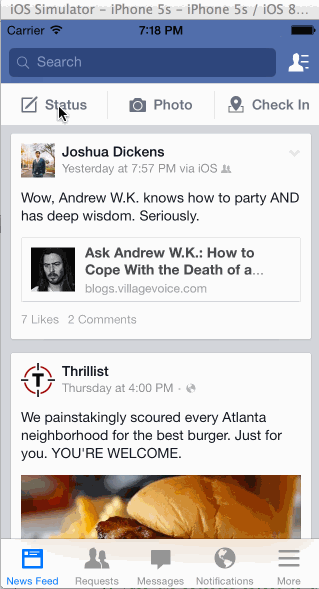 iOS Simulator - iPhone 5s - iPhone 5s / iOS 8...
Carrier 7:18 PM
Search
Status Photo Check In
Joshua Dickens
Yesterday at 7:57 PM via iOS
Wow, Andrew W.K. knows how to party AND
has deep wisdom. Seriously.
Ask Andrew W.K.: How to
Cope With the Death of a...
blogs.villagevoice.com
7 Likes 2 Comments
T
Thrillist
Thursday at 4:00 PM ·
We painstakingly scoured every Atlanta
neighborhood for the best burger. Just for
you. YOU'RE WELCOME.
News Feed Requests Messages Notifications More